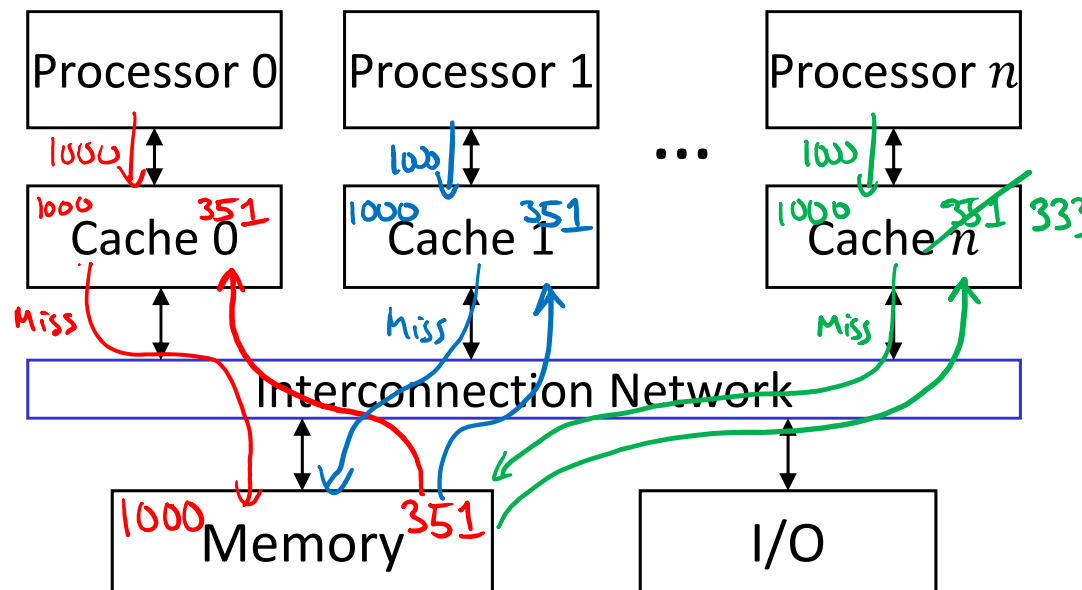 Processor 0
Processor 1
Processor n
1000
1000
...
1000
1000 351
Cache 0
1000 351
Cache 1
1000 351 333
Cache n
Miss
Miss
Miss
Interconnection Network
1000 351
Memory
I/O